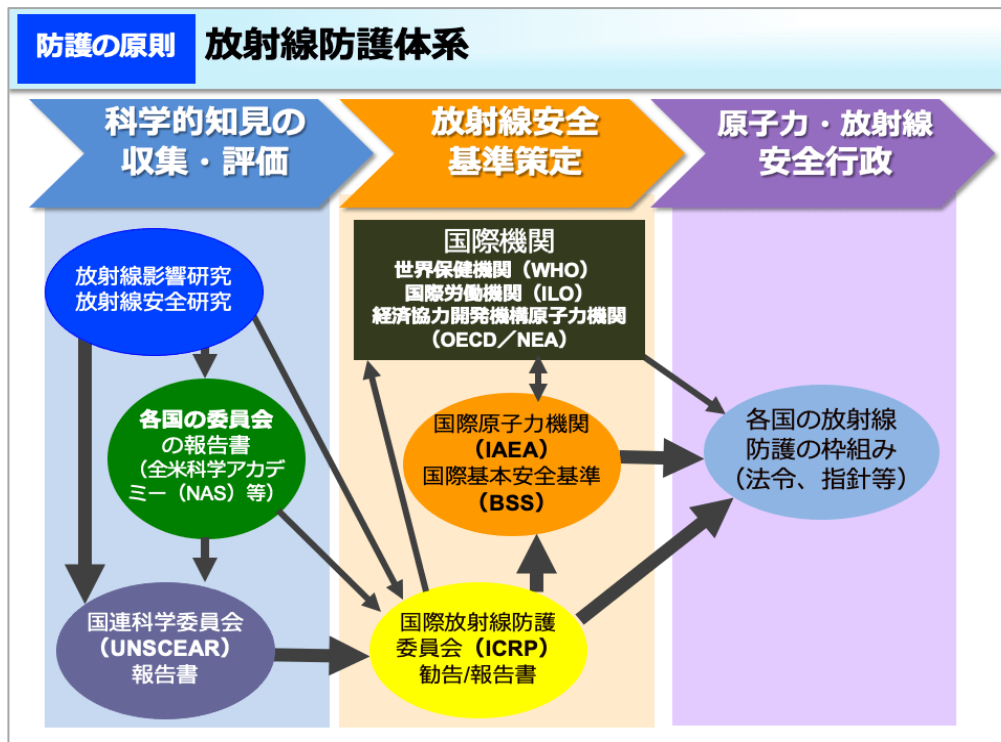 防護の原則
放射線防護体系
科学的知見の
収集・評価
放射線安全
基準策定
原子力・放射線
安全行政
放射線影響研究
放射線安全研究
各国の委員会
の報告書
（全米科学アカデ
ミー（NAS）等）
国連科学委員会
（UNSCEAR）
報告書
国際機関
世界保健機関（WHO）
国際労働機関（ILO）
経済協力開発機構原子力機関
（OECD／NEA）
国際原子力機関
（IAEA）
国際基本安全基準
（BSS）
国際放射線防護
委員会（ICRP）
勧告/報告書
各国の放射線
防護の枠組み
（法令、指針等）